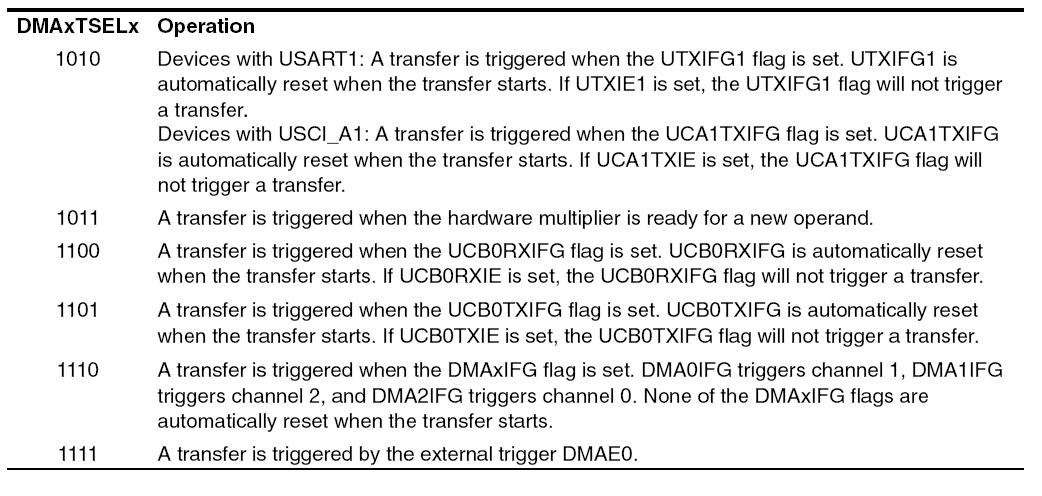 DMAxTSELx Operation
1010 Devices with USART1: A transfer is triggered when the UTXIFG1 flag is set. UTXIFG1 is
automatically reset when the transfer starts. If UTXIE1 is set, the UTXIFG1 flag will not trigger
a transfer.
Devices with USCI_A1: A transfer is triggered when the UCA1TXIFG flag is set. UCA1TXIFG
is automatically reset when the transfer starts. If UCA1TXIE is set, the UCA1TXIFG flag will
not trigger a transfer.
1011 A transfer is triggered when the hardware multiplier is ready for a new operand.
1100 A transfer is triggered when the UCB0RXIFG flag is set. UCB0RXIFG is automatically reset
when the transfer starts. If UCB0RXIE is set, the UCB0RXIFG flag will not trigger a transfer.
1101 A transfer is triggered when the UCB0TXIFG flag is set. UCB0TXIFG is automatically reset
when the transfer starts. If UCB0TXIE is set, the UCB0TXIFG flag will not trigger a transfer.
1110 A transfer is triggered when the DMAxIFG flag is set. DMA0IFG triggers channel 1, DMA1IFG
triggers channel 2, and DMA2IFG triggers channel 0. None of the DMAxIFG flags are
automatically reset when the transfer starts.
1111 A transfer is triggered by the external trigger DMAE0.